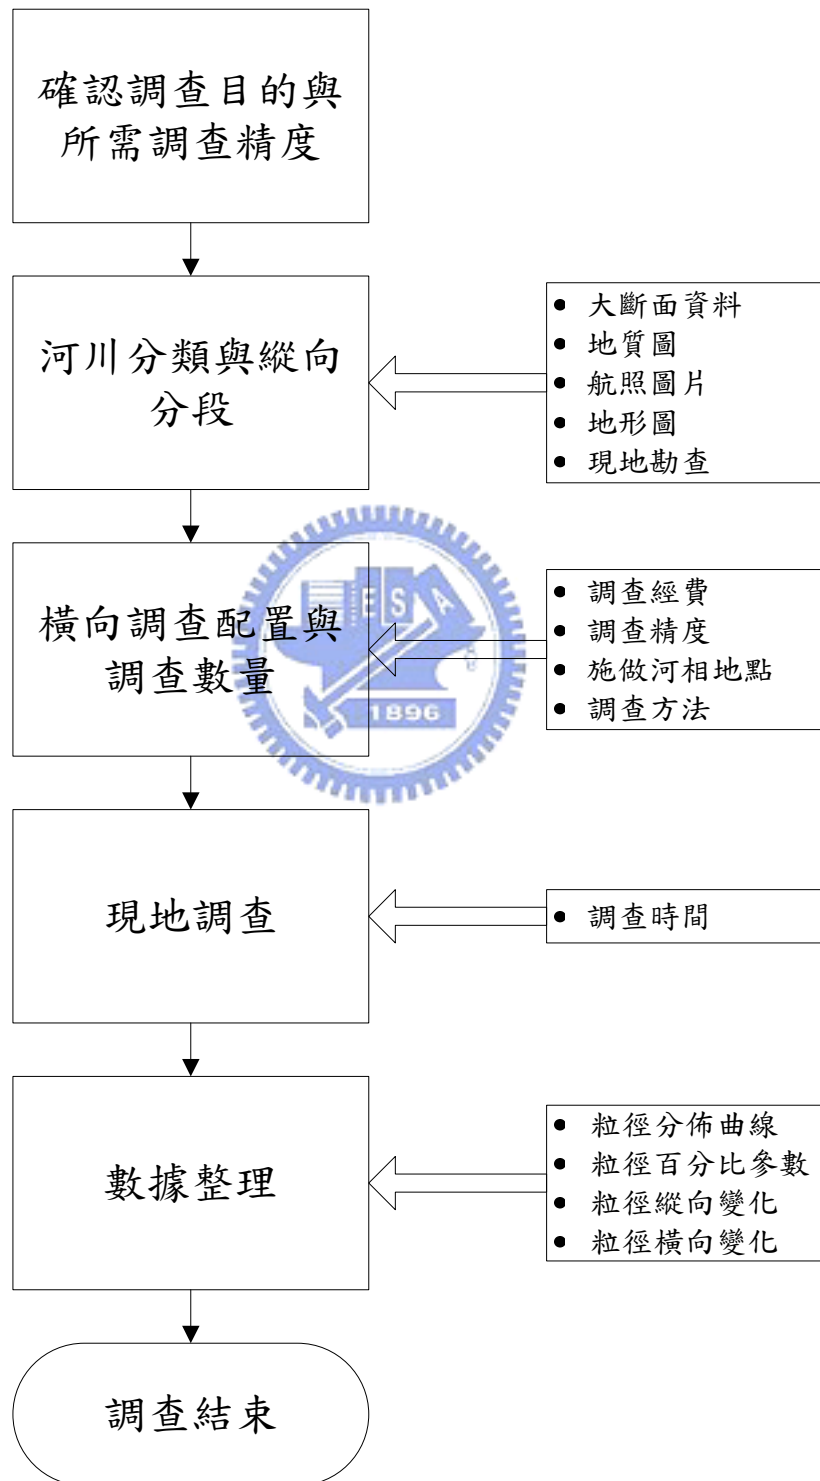 確認調查目的與
所需調查精度
河川分類與縱向
分段
• 大斷面資料
• 地質圖
• 航照圖片
• 地形圖
• 現地勘查
橫向調查配置與
調查數量
• 調查經費
• 調查精度
• 施做河相地點
• 調查方法
E S A
1896
現地調查
• 調查時間
數據整理
• 粒徑分佈曲線
• 粒徑百分比參數
• 粒徑縱向變化
• 粒徑橫向變化
調查結束